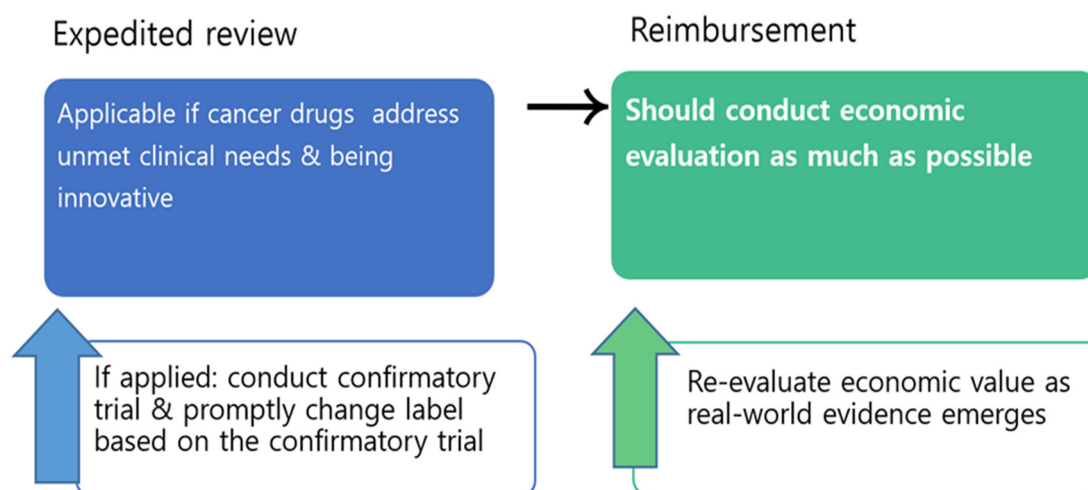 Expedited review
Applicable if cancer drugs address
unmet clinical needs & being
innovative
If applied: conduct confirmatory
trial & promptly change label
based on the confirmatory trial
Reimbursement
Should conduct economic
evaluation as much as possible
Re-evaluate economic value as
real-world evidence emerges